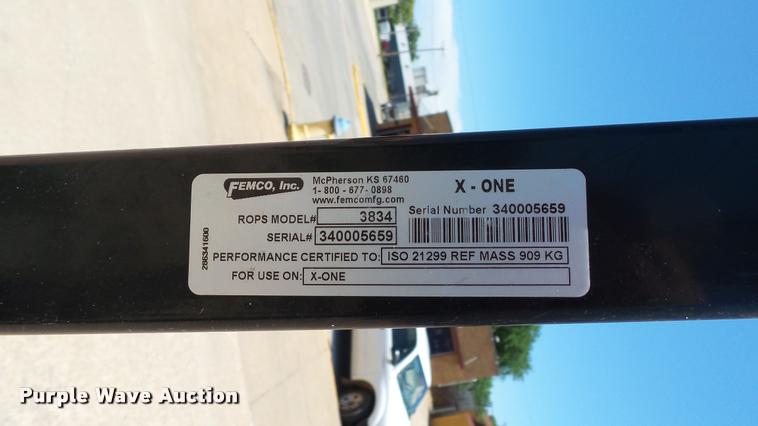 FEMCO, Inc.
McPherson KS 67460
1-800-677-0898
www.femcomfg.com
X - ONE
ROPS MODEL# 3834
Serial Number 340005659
SERIAL# 340005659
PERFORMANCE CERTIFIED TO: ISO 21299 REF MASS 909 KG
FOR USE ON: X-ONE
286341600
Purple Wave Auction